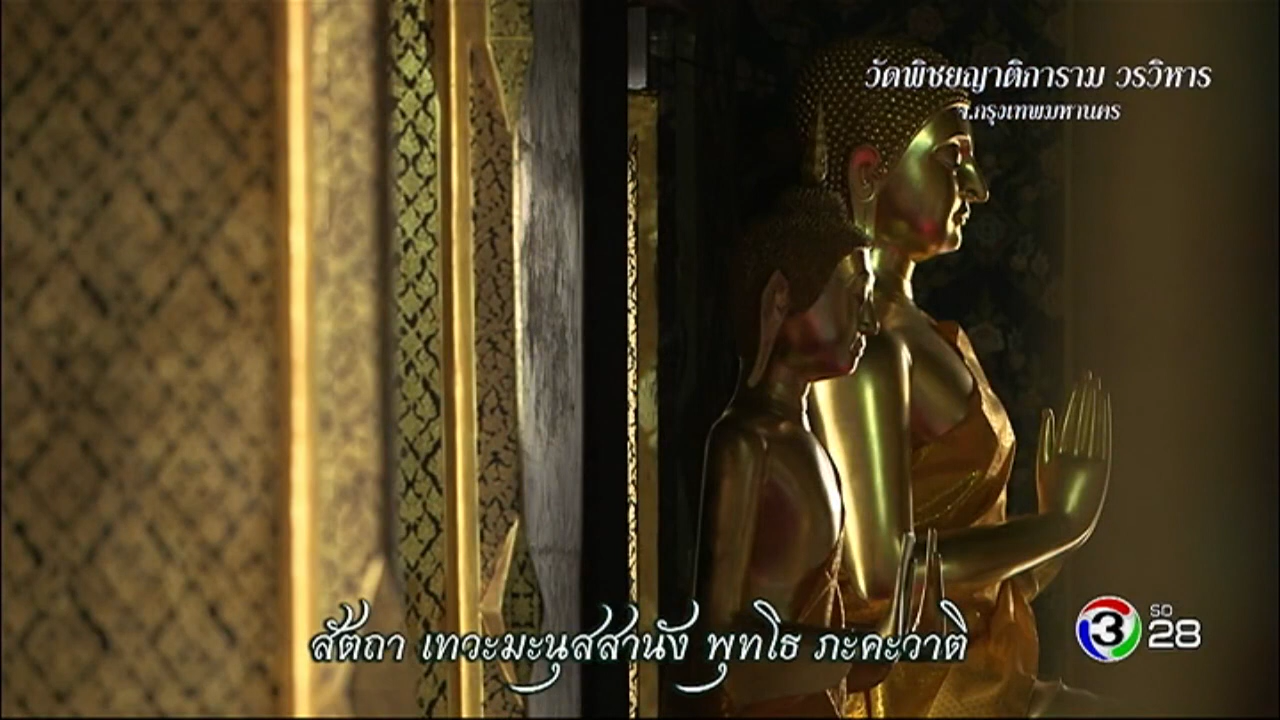 วัดพิชยญาติการาม วรวิหาร
จ.กรุงเทพมหานคร
สัตถา เทวะมะนุสสานัง พุทโธ ภะคะวาติ
3 SD 28